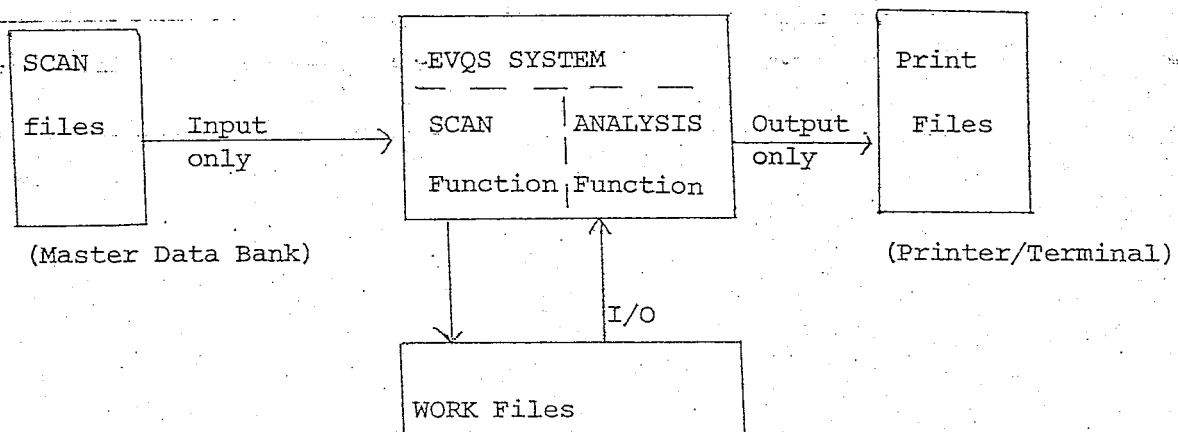 SCAN
files
(Master Data Bank)
Input
only
EVQS SYSTEM
SCAN
Function
ANALYSIS
Function
Output
only
Print
Files
(Printer/Terminal)
I/O
WORK Files